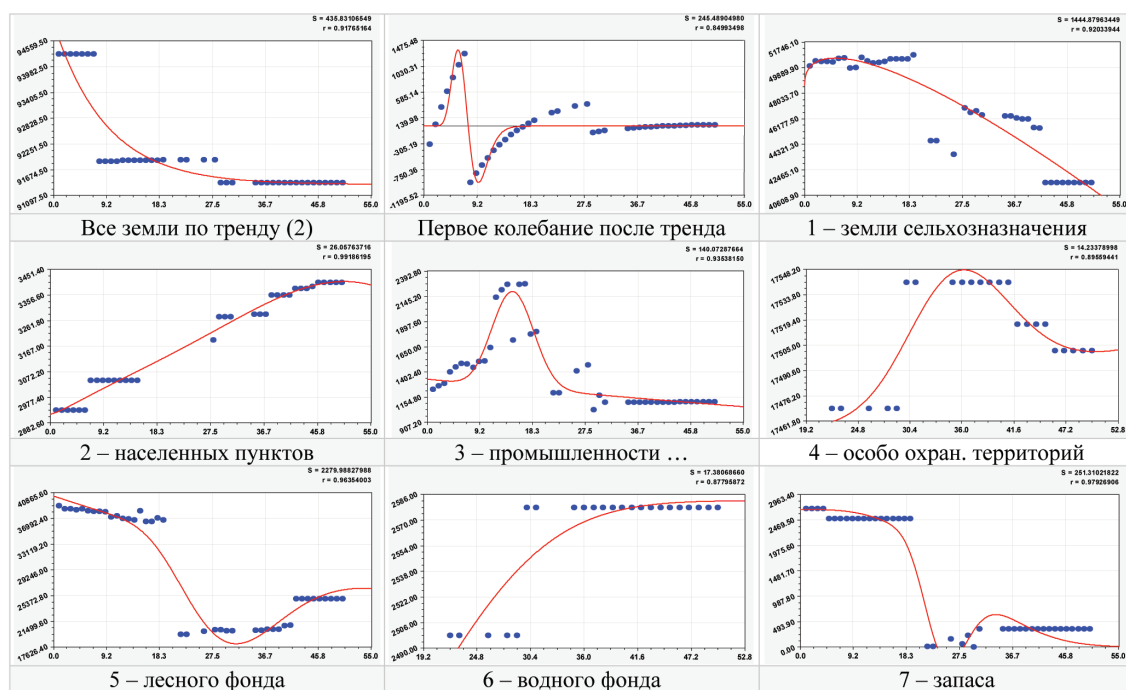 S = 435.83106549
r = 0.91765164
94559.50
93982.50
93405.50
92828.50
92251.50
91674.50
91097.50
0.0 9.2 18.3 27.5 36.7 45.8 55.0
Все земли по тренду (2)
S = 245.48904980
r = 0.84993498
1475.48
1030.31
585.14
139.98
-305.19
-750.36
-1195.52
0.0 9.2 18.3 27.5 36.7 45.8 55.0
Первое колебание после тренда
S = 1444.87963449
r = 0.92033944
51746.10
49889.90
48033.70
46177.50
44321.30
42465.10
40608.90
0.0 9.2 18.3 27.5 36.7 45.8 55.0
1 – земли сельхозназначения
S = 26.05763716
r = 0.99186195
3451.40
3356.60
3261.80
3167.00
3072.20
2977.40
2882.60
0.0 9.2 18.3 27.5 36.7 45.8 55.0
2 – населенных пунктов
S = 140.07287664
r = 0.93538150
2392.80
2145.20
1897.60
1650.00
1402.40
1154.80
907.20
0.0 9.2 18.3 27.5 36.7 45.8 55.0
3 – промышленности …
S = 14.23378998
r = 0.89559441
17548.20
17533.80
17519.40
17505.00
17490.60
17476.20
17461.80
19.2 24.8 30.4 36.0 41.6 47.2 52.8
4 – особо охран. территорий
S = 2279.98827988
r = 0.96354003
40865.60
36992.40
33119.20
29246.00
25372.80
21499.60
17626.40
0.0 9.2 18.3 27.5 36.7 45.8 55.0
5 – лесного фонда
S = 17.38068660
r = 0.87795872
2586.00
2570.00
2554.00
2538.00
2522.00
2506.00
2490.00
19.2 24.8 30.4 36.0 41.6 47.2 52.8
6 – водного фонда
S = 251.31021822
r = 0.97926906
2963.40
2469.50
1975.60
1481.70
987.80
493.90
0.00
0.0 9.2 18.3 27.5 36.7 45.8 55.0
7 – запаса